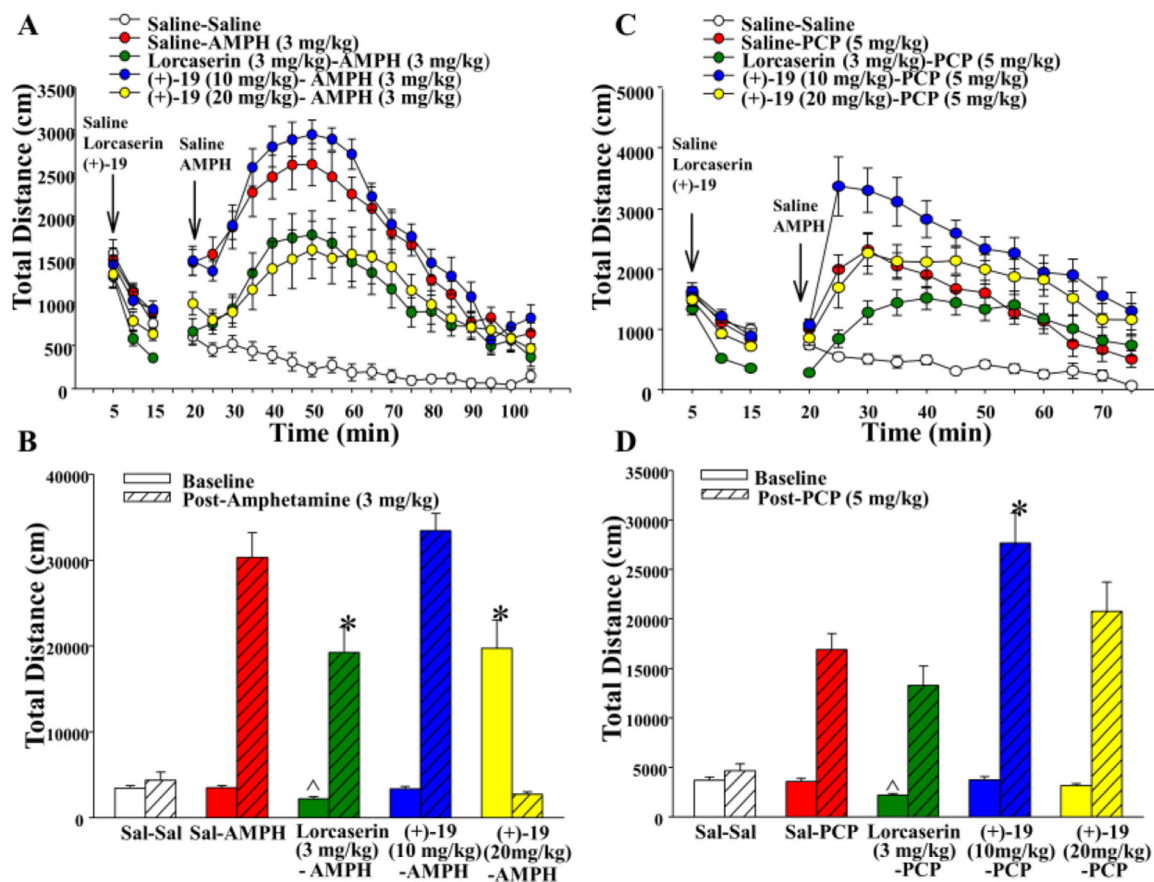 A
Saline-Saline
Saline-AMPH (3 mg/kg)
Lorcaserin (3 mg/kg)-AMPH (3 mg/kg)
(+)-19 (10 mg/kg)- AMPH (3 mg/kg)
(+)-19 (20 mg/kg)- AMPH (3 mg/kg)
Total Distance (cm)
3500
3000
2500
2000
1500
1000
500
0
Saline
Lorcaserin
(+)-19
Saline
AMPH
5 15 20 30 40 50 60 70 80 90 100
Time (min)
C
Saline-Saline
Saline-PCP (5 mg/kg)
Lorcaserin (3 mg/kg)-PCP (5 mg/kg)
(+)-19 (10 mg/kg)-PCP (5 mg/kg)
(+)-19 (20 mg/kg)-PCP (5 mg/kg)
Total Distance (cm)
5000
4000
3000
2000
1000
0
Saline
Lorcaserin
(+)-19
Saline
AMPH
5 15 20 30 40 50 60 70
Time (min)
B
Baseline
Post-Amphetamine (3 mg/kg)
Total Distance (cm)
40000
30000
20000
10000
0
^
*
*
Sal-Sal Sal-AMPH Lorcaserin (+)-19 (+)-19
(3 mg/kg) (10 mg/kg) (20mg/kg)
-AMPH -AMPH -AMPH
D
Baseline
Post-PCP (5 mg/kg)
Total Distance (cm)
35000
30000
25000
20000
15000
10000
5000
0
^
*
Sal-Sal Sal-PCP Lorcaserin (+)-19 (+)-19
(3 mg/kg) (10mg/kg) (20mg/kg)
-PCP -PCP -PCP